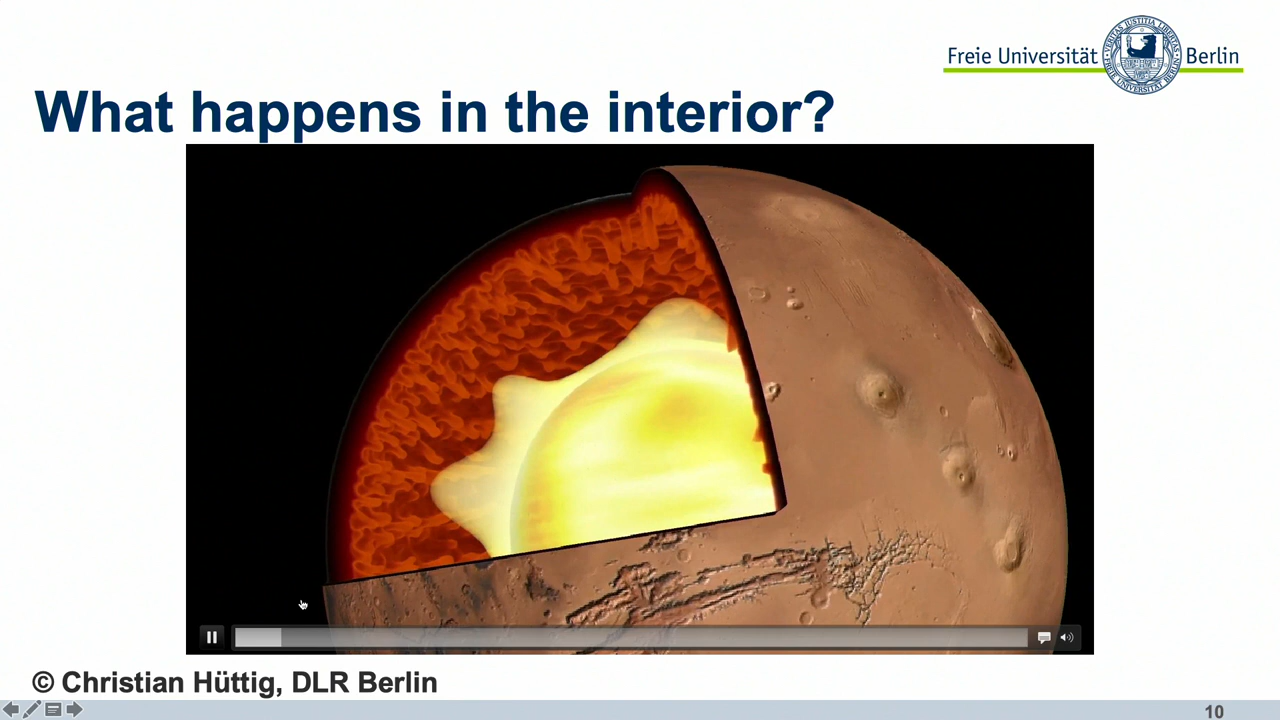 Freie Universität Berlin
What happens in the interior?
© Christian Hüttig, DLR Berlin
10